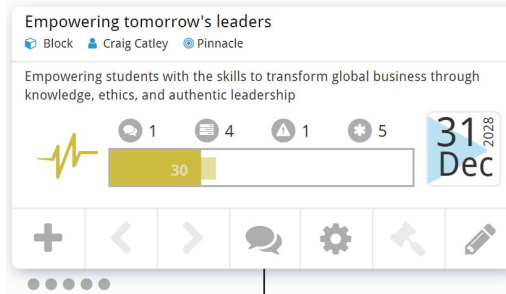 Empowering tomorrow's leaders
Block Craig Catley Pinnacle
Empowering students with the skills to transform global business through
knowledge, ethics, and authentic leadership
1 4 1 5
30
31 2028
Dec